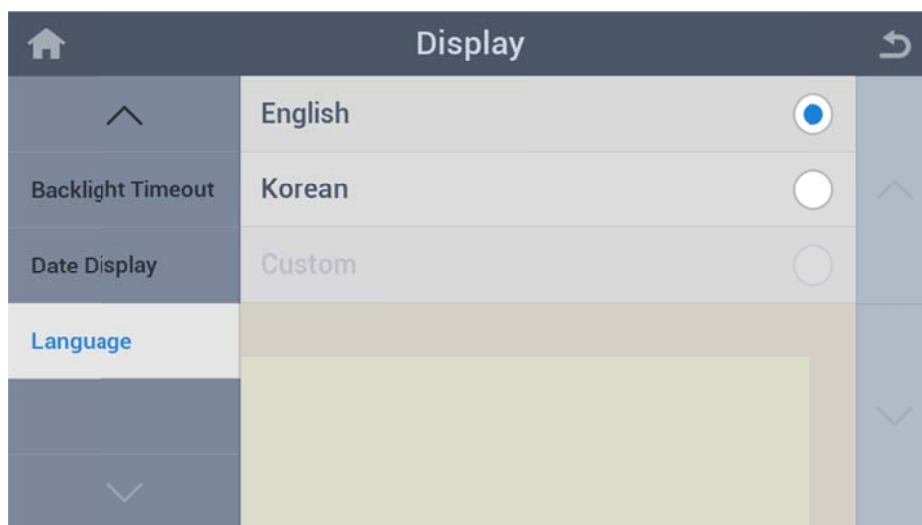 Display
Backlight Timeout
Date Display
Language
English
Korean
Custom